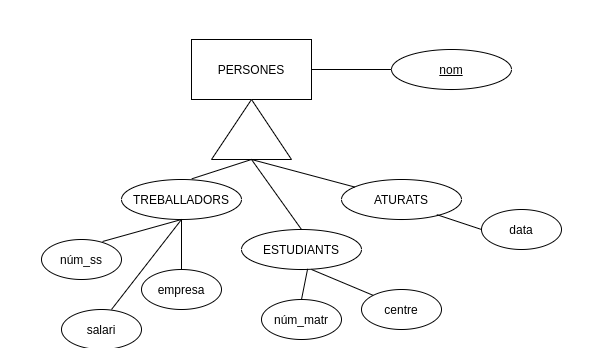 PERSONES
nom
TREBALLADORS
ATURATS
data
ESTUDIANTS
núm_ss
empresa
centre
núm_matr
salari